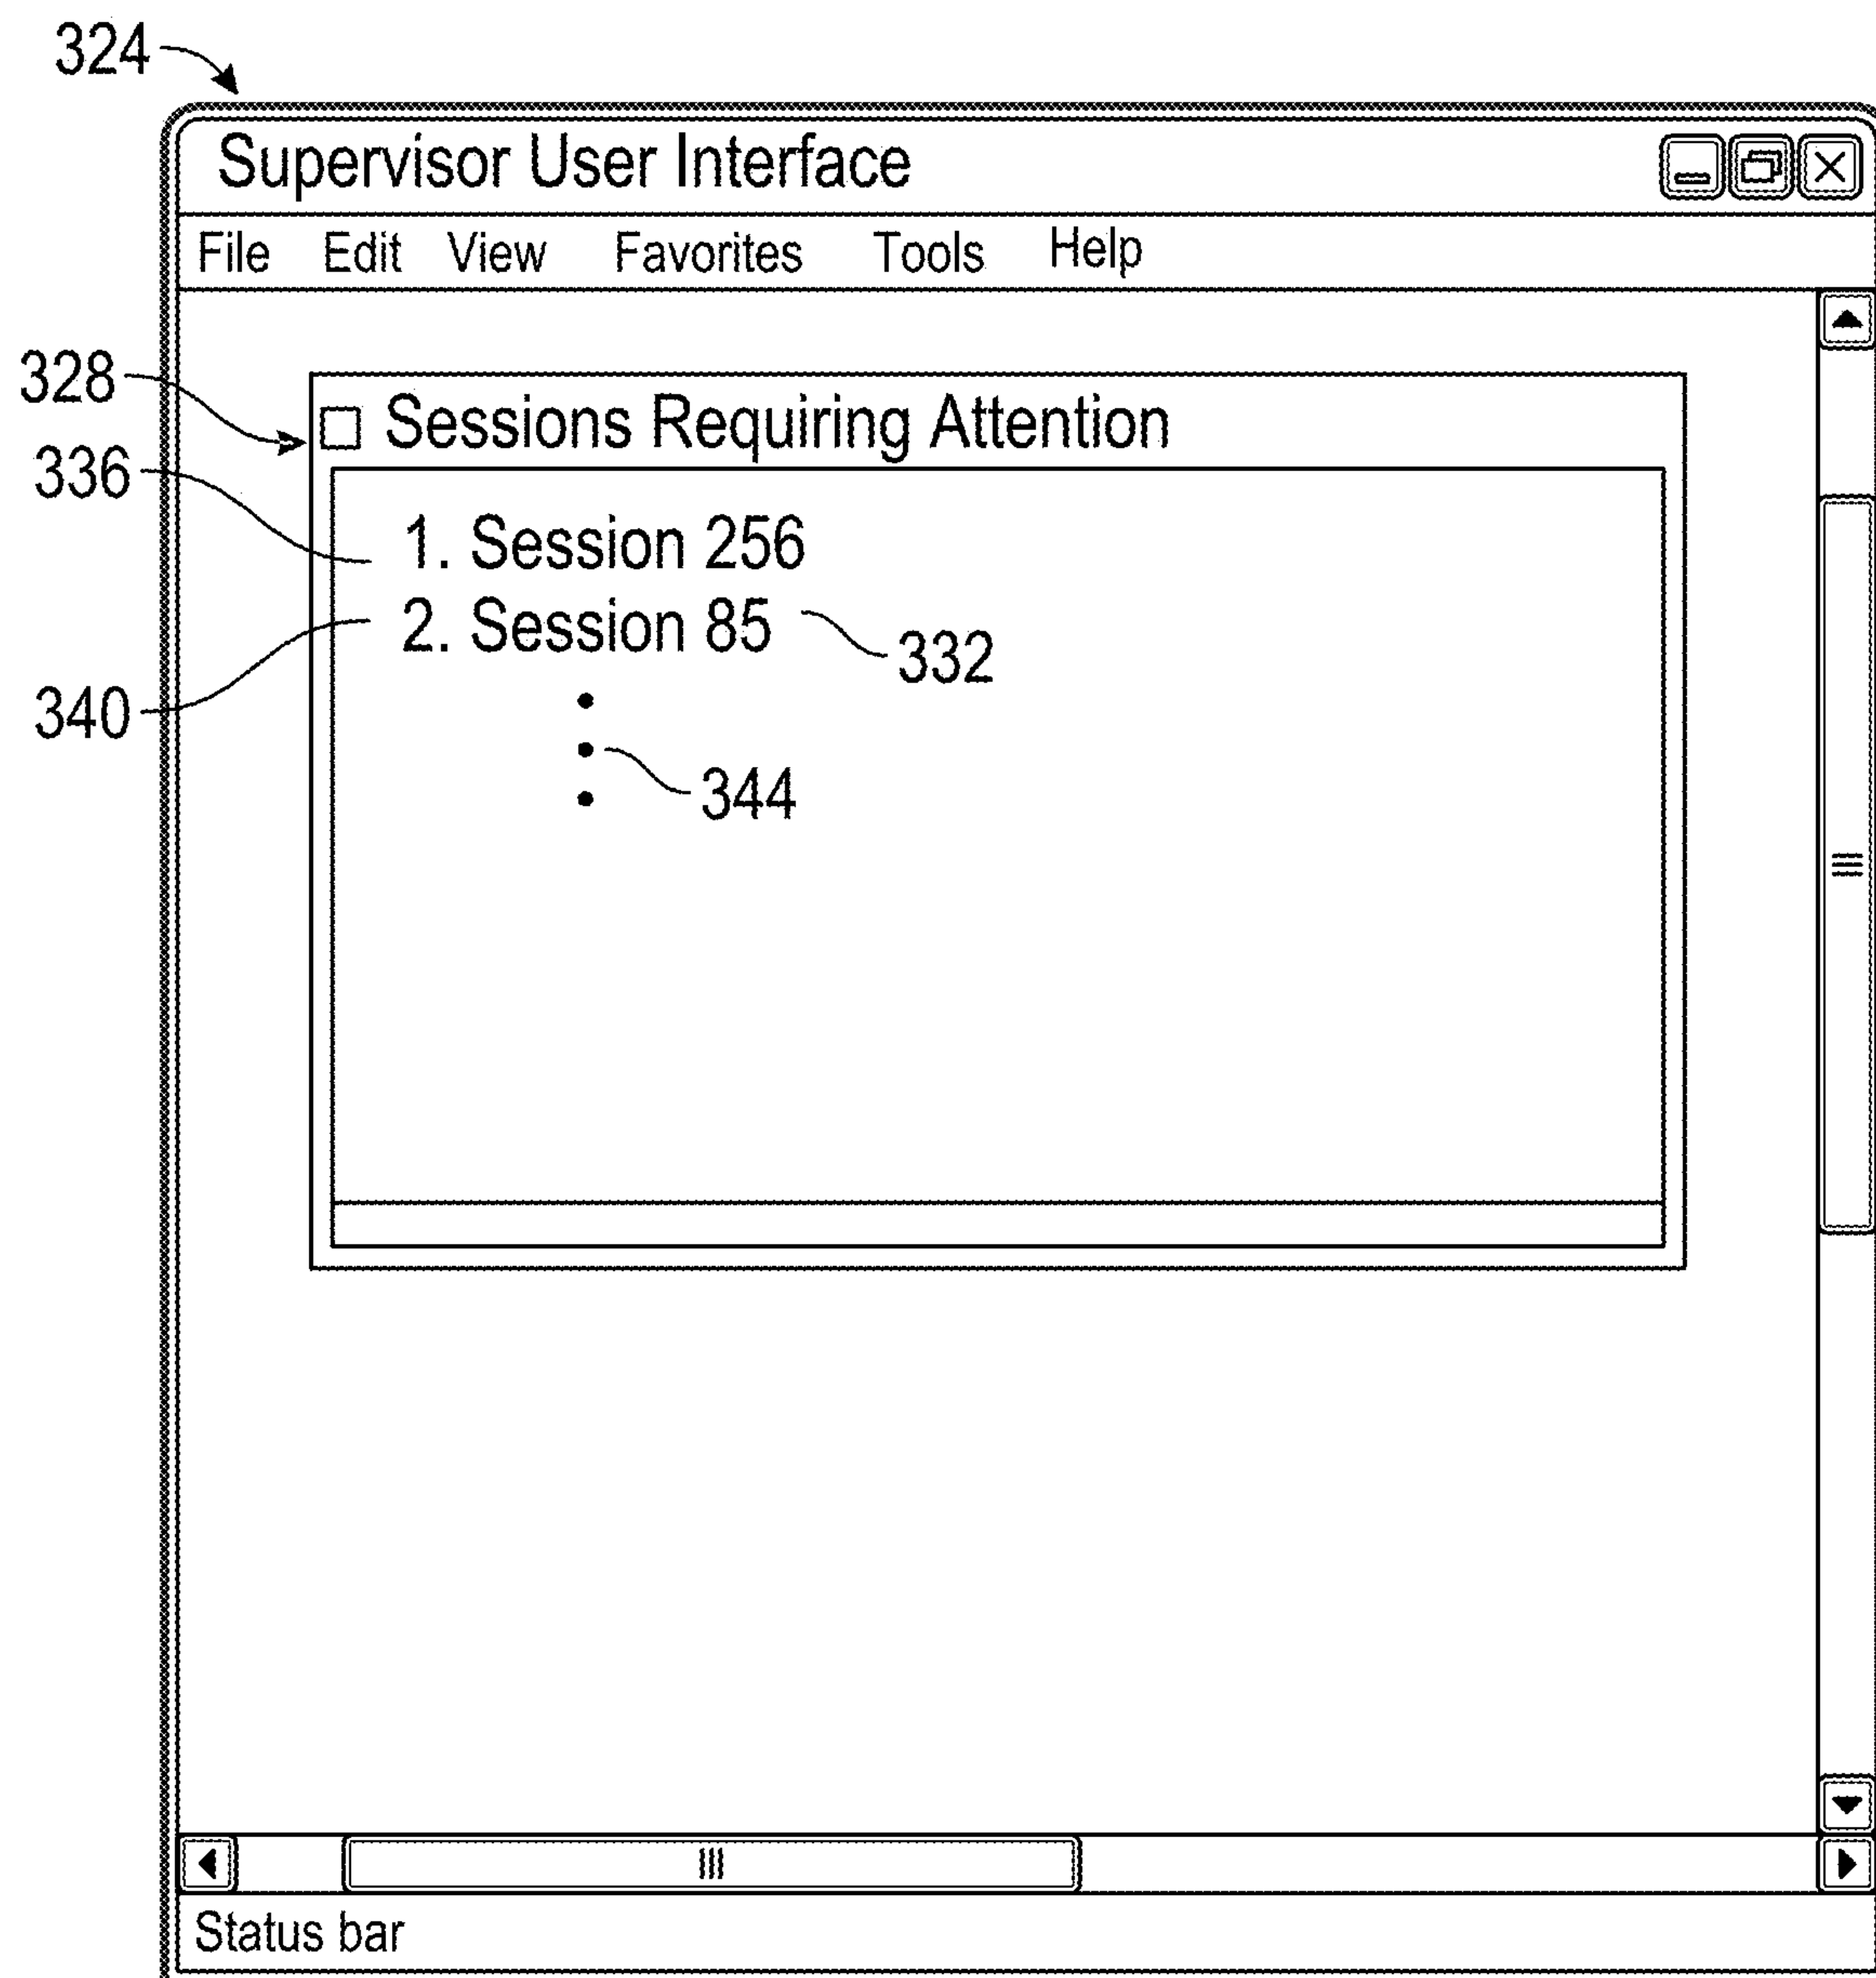 324
Supervisor User Interface
File Edit View Favorites Tools Help
328
Sessions Requiring Attention
336
1. Session 256
2. Session 85
332
340
344
Status bar